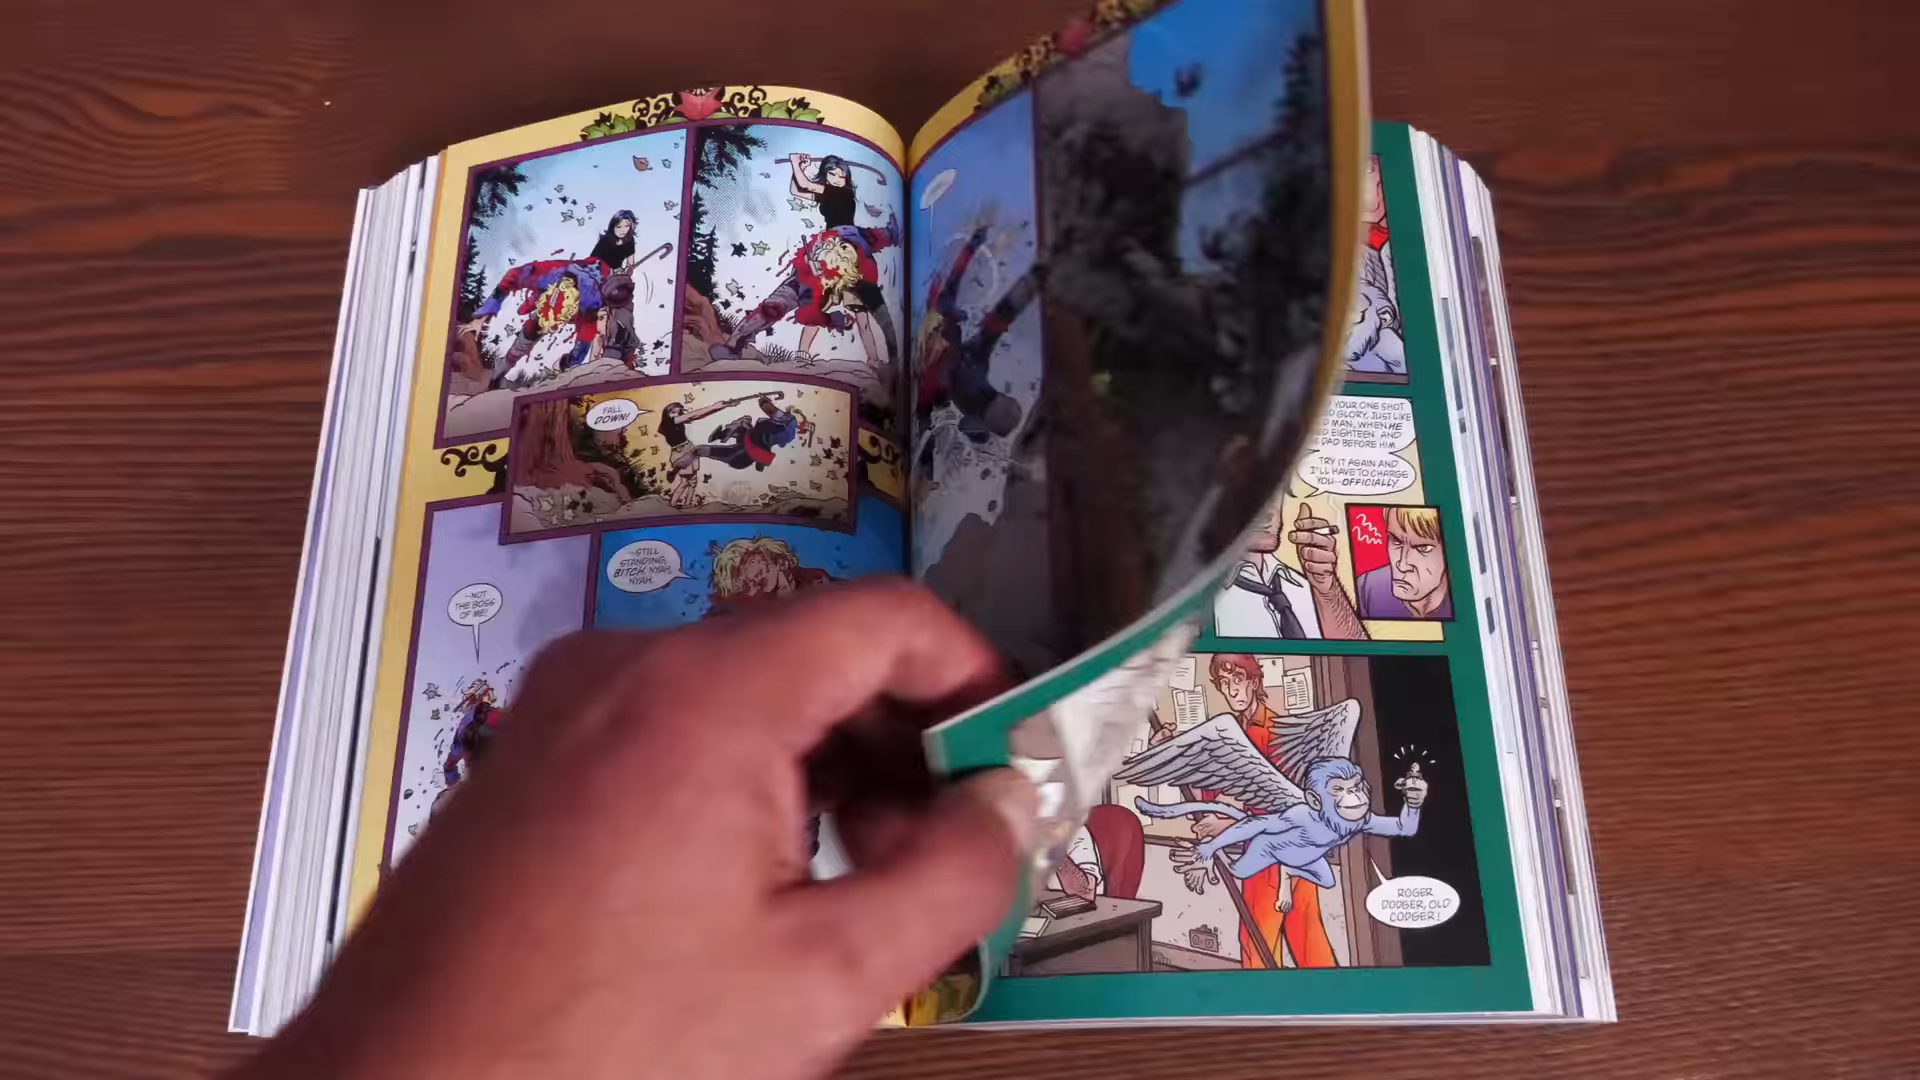 FALL
DOWN!
--STILL
STANDING,
BITCH. NYAH,
NYAH.
--NOT
THE BOSS
OF ME!
YOUR ONE SHOT
GLORY, JUST LIKE
MAN, WHEN HE
EIGHTEEN AND
DAD BEFORE HIM.
TRY IT AGAIN AND
I'LL HAVE TO CHARGE
YOU--OFFICIALLY.
ROGER
DODGER, OLD
CODGER!